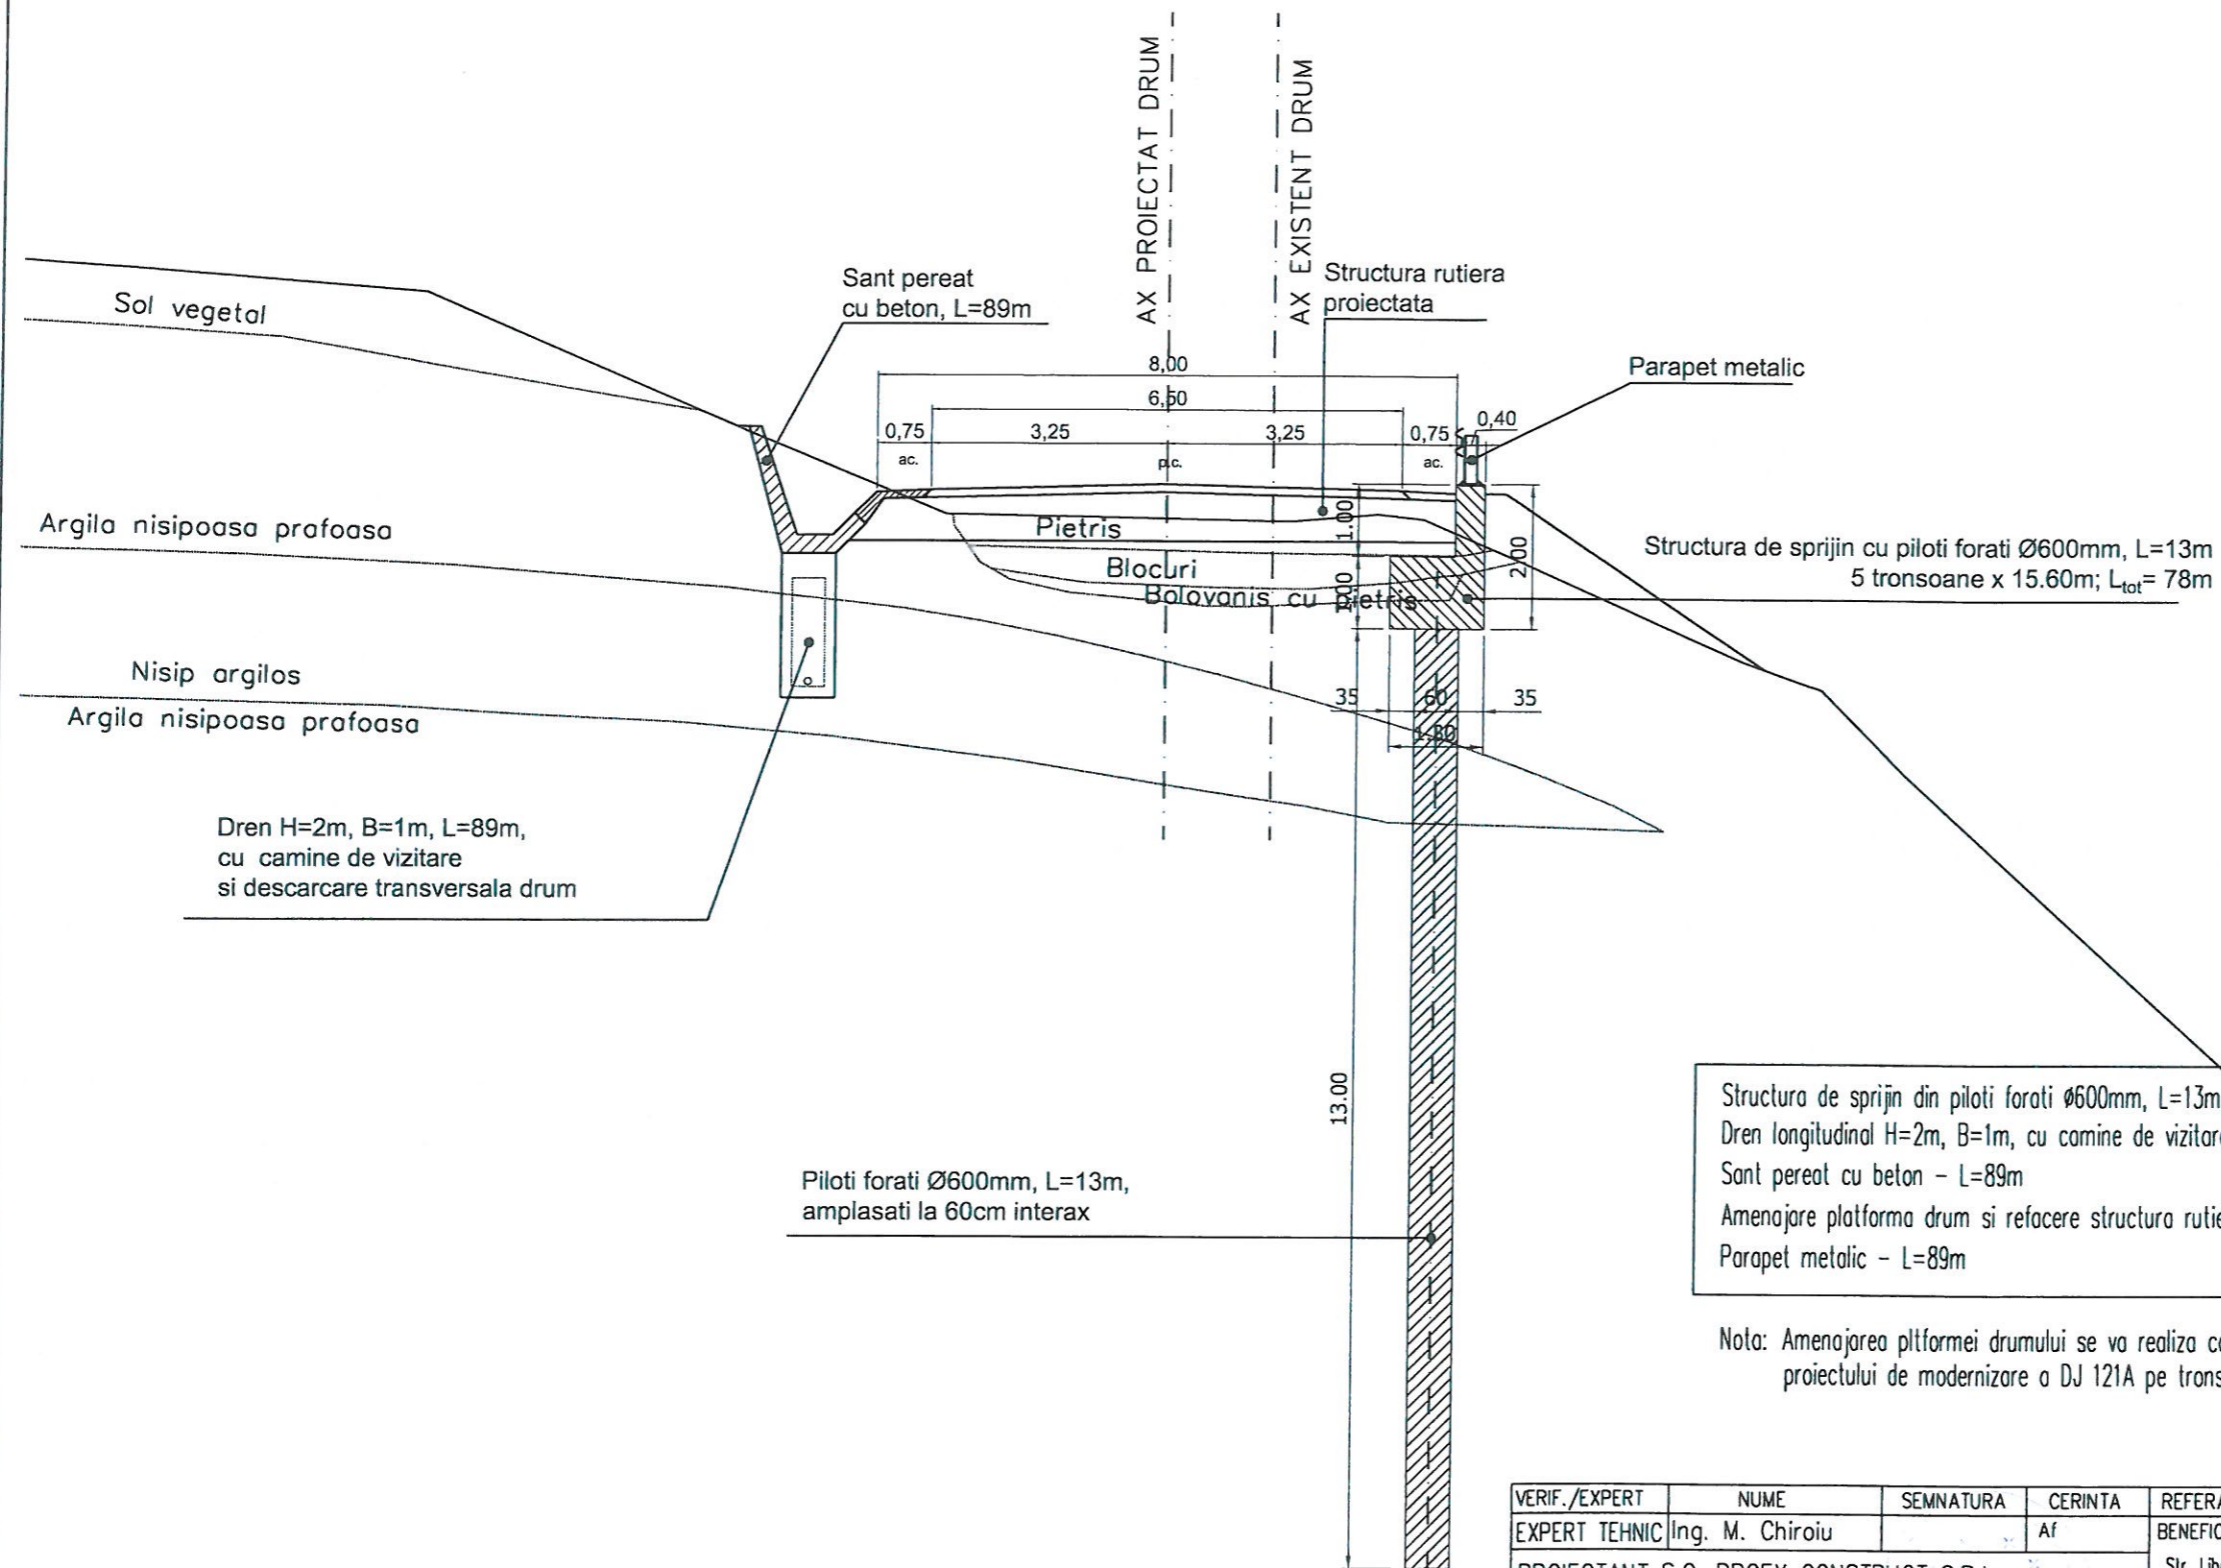 AX PROIECTAT DRUM
AX EXISTENT DRUM
Sant pereat
cu beton, L=89m
Structura rutiera
proiectata
Sol vegetal
8,00
Parapet metalic
6,50
0,40
0,75
3,25
3,25
0,75
ac.
p.c.
ac.
Argila nisipoasa prafoasa
Pietris
1.00
Structura de sprijin cu piloti forati Ø600mm, L=13m
5 tronsoane x 15.60m; Ltot= 78m
2.00
Blocuri
Bolovanis cu pietris
1.00
Nisip argilos
Argila nisipoasa prafoasa
35
60
35
1.30
Dren H=2m, B=1m, L=89m,
cu camine de vizitare
si descarcare transversala drum
13.00
Piloti forati Ø600mm, L=13m,
amplasati la 60cm interax
Structura de sprijin din piloti forati ø600mm, L=13m
Dren longitudinal H=2m, B=1m, cu camine de vizitare
Sant pereat cu beton - L=89m
Amenajare platforma drum si refacere structura rutie
Parapet metalic - L=89m
Nota: Amenajarea pltformei drumului se va realiza
proiectului de modernizare a DJ 121A pe trons
VERIF./EXPERT NUME SEMNATURA CERINTA REFERA
EXPERT TEHNIC Ing. M. Chiroiu Af BENEFIC